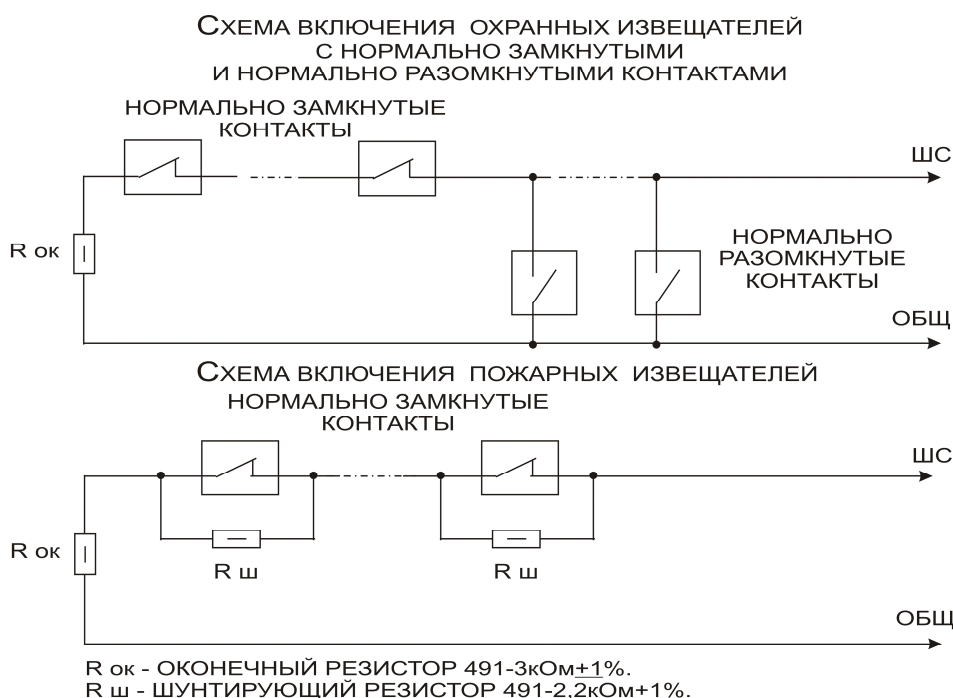 СХЕМА ВКЛЮЧЕНИЯ ОХРАННЫХ ИЗВЕЩАТЕЛЕЙ
С НОРМАЛЬНО ЗАМКНУТЫМИ
И НОРМАЛЬНО РАЗОМКНУТЫМИ КОНТАКТАМИ
НОРМАЛЬНО ЗАМКНУТЫЕ
КОНТАКТЫ
ШС
R ок
НОРМАЛЬНО
РАЗОМКНУТЫЕ
КОНТАКТЫ
ОБЩ
СХЕМА ВКЛЮЧЕНИЯ ПОЖАРНЫХ ИЗВЕЩАТЕЛЕЙ
НОРМАЛЬНО ЗАМКНУТЫЕ
КОНТАКТЫ
ШС
R ок
R ш
R ш
ОБЩ
R ок - ОКОНЕЧНЫЙ РЕЗИСТОР 491-3кОм±1%.
R ш - ШУНТИРУЮЩИЙ РЕЗИСТОР 491-2,2кОм+1%.